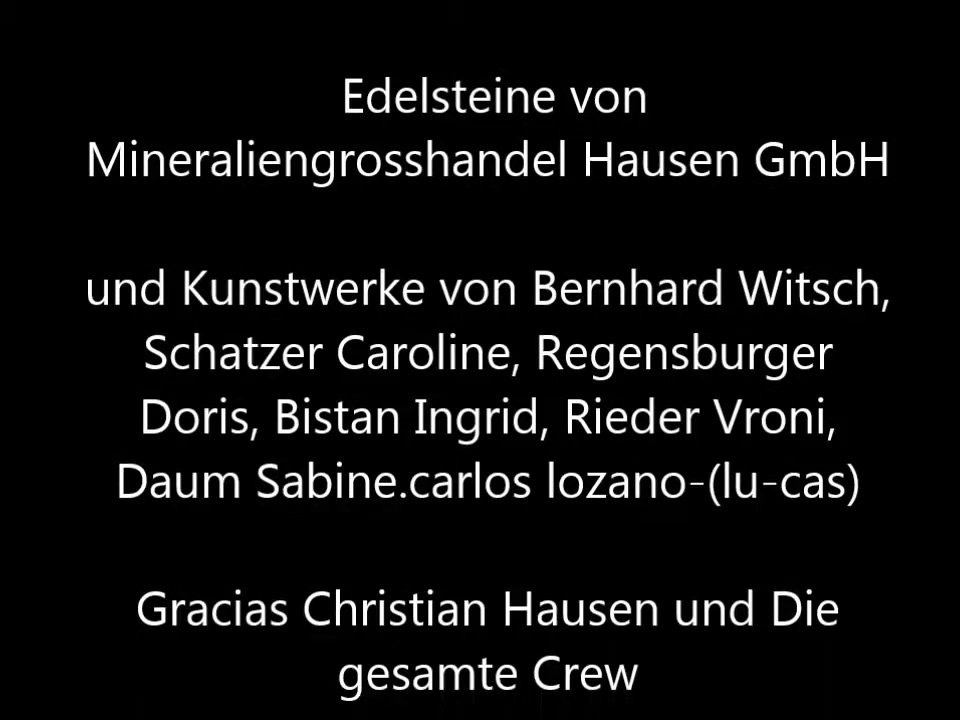 Edelsteine von
Mineraliengrosshandel Hausen GmbH
und Kunstwerke von Bernhard Witsch,
Schatzer Caroline, Regensburger
Doris, Bistan Ingrid, Rieder Vroni,
Daum Sabine.carlos lozano-(lu-cas)
Gracias Christian Hausen und Die
gesamte Crew